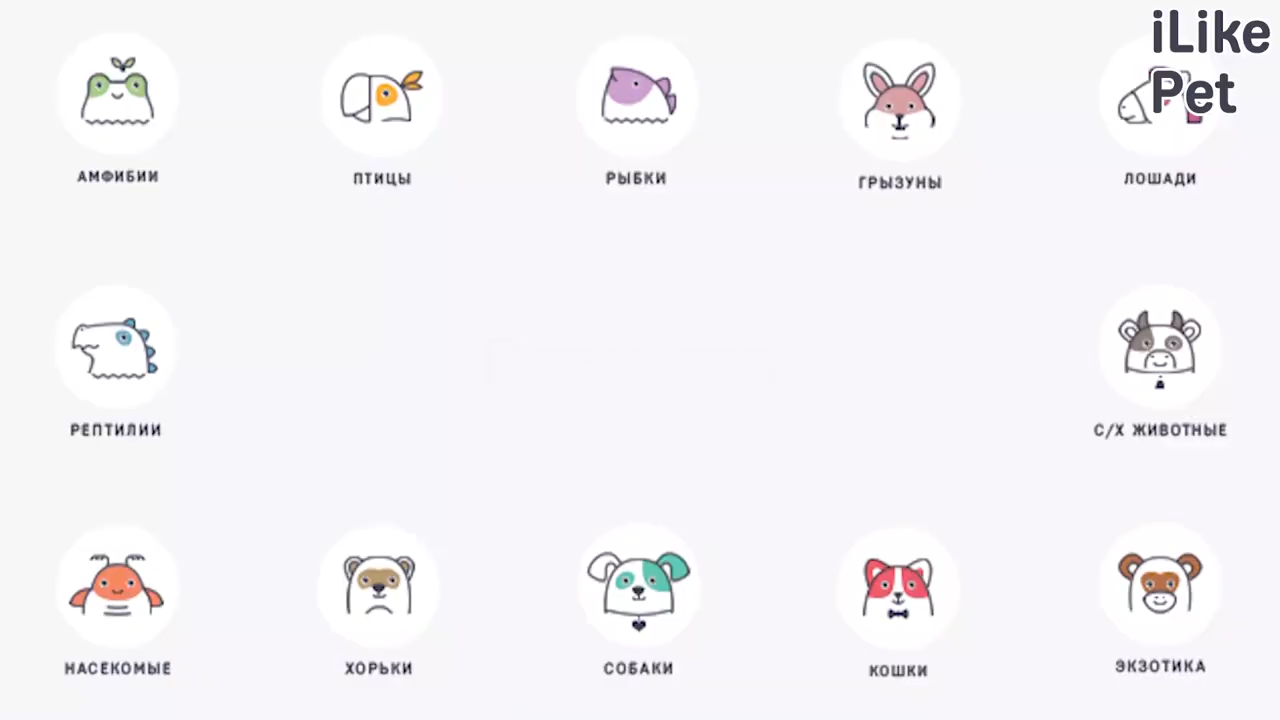 iLike
Pet
АМФИБИИ
ПТИЦЫ
РЫБКИ
ГРЫЗУНЫ
ЛОШАДИ
РЕПТИЛИИ
С/Х ЖИВОТНЫЕ
НАСЕКОМЫЕ
ХОРЬКИ
СОБАКИ
КОШКИ
ЭКЗОТИКА